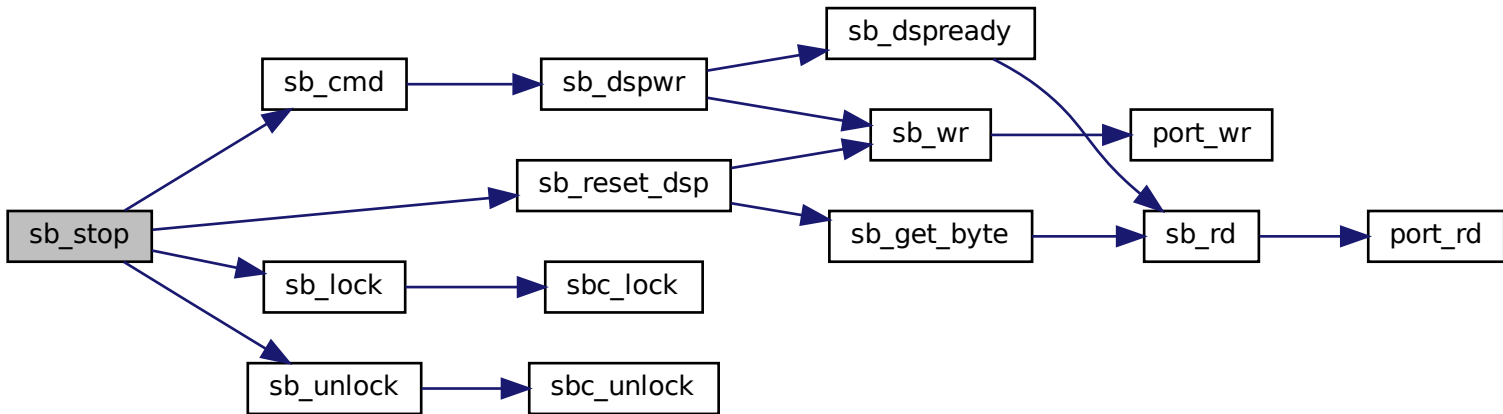 sb_stop
sb_cmd
sb_reset_dsp
sb_lock
sb_unlock
sb_dspwr
sbc_lock
sbc_unlock
sb_dspready
sb_wr
sb_get_byte
port_wr
sb_rd
port_rd